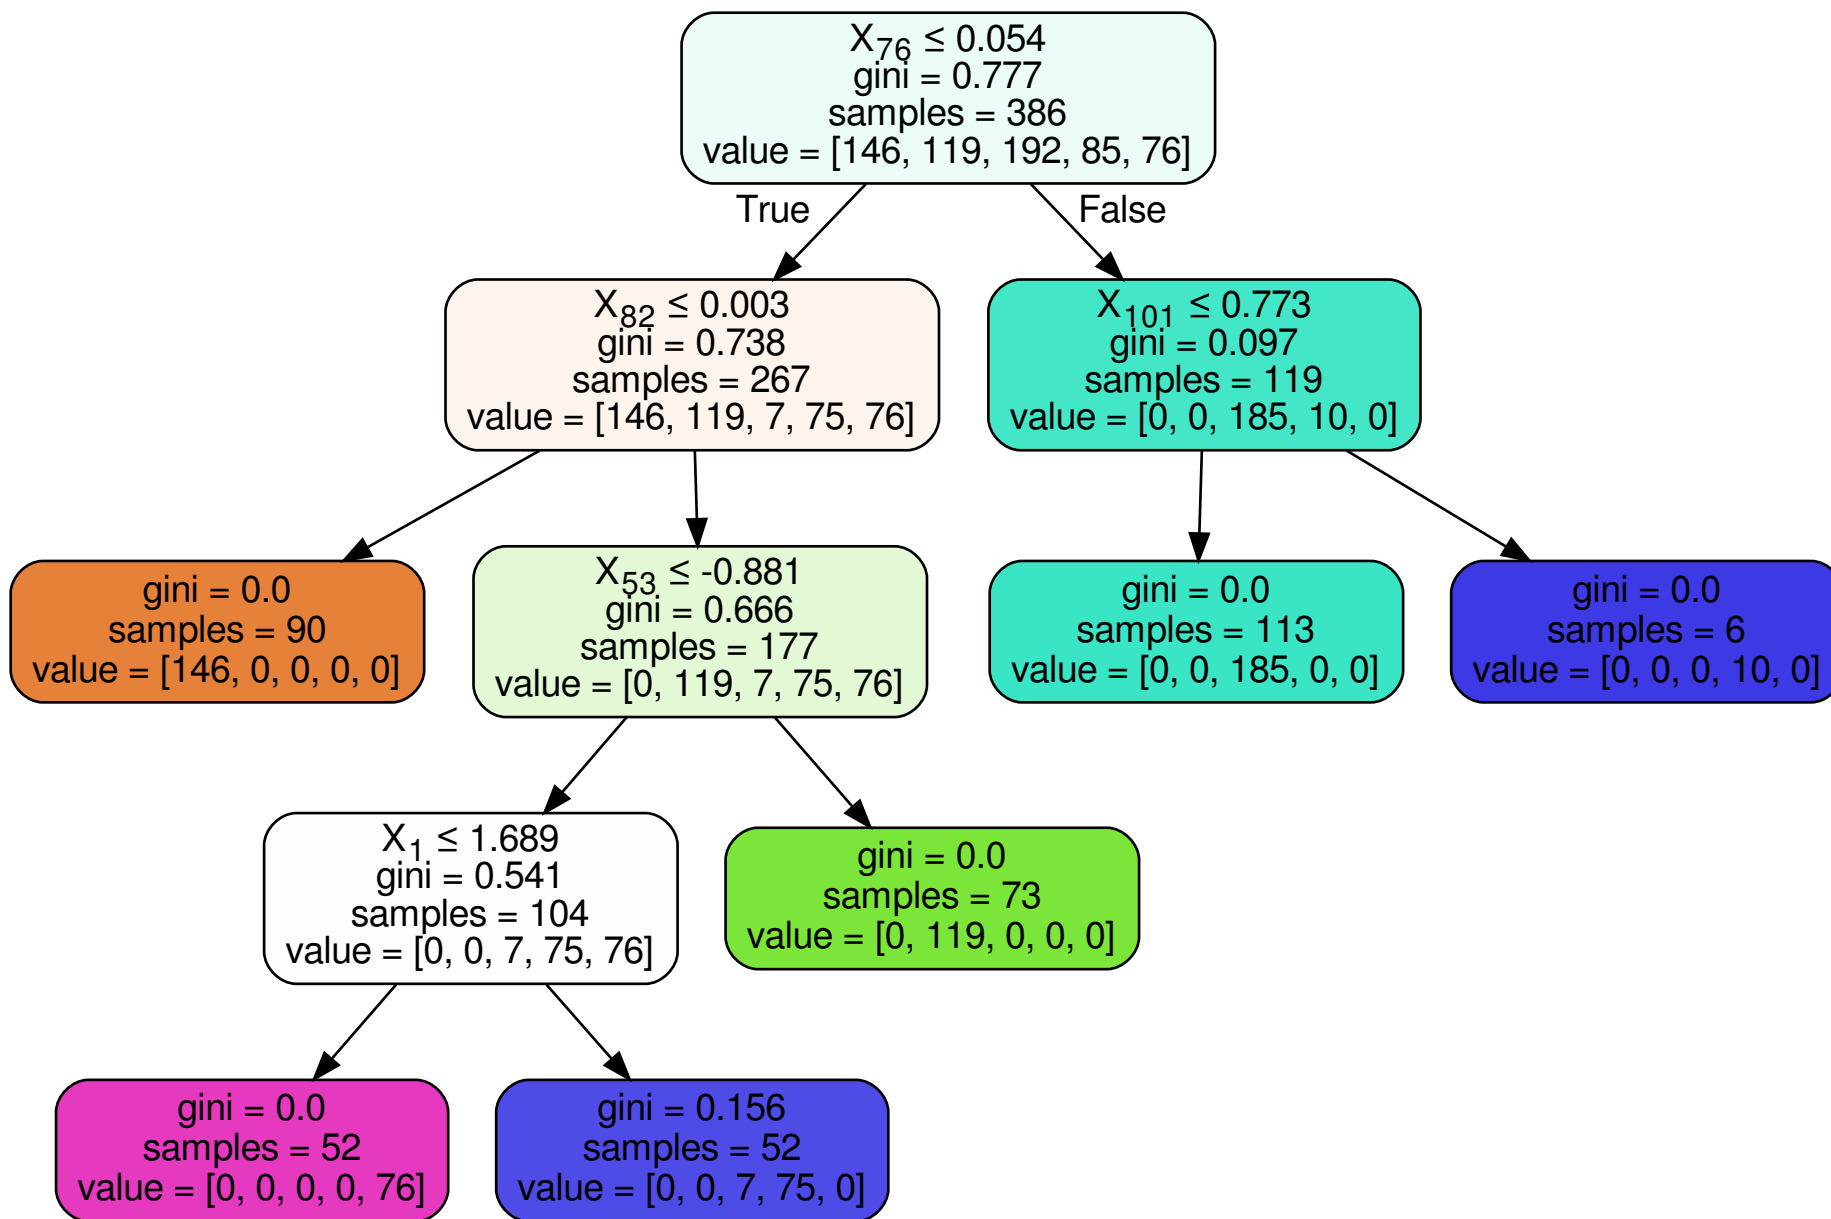 X76 ≤ 0.054
gini = 0.777
samples = 386
value = [146, 119, 192, 85, 76]
True
False
X82 ≤ 0.003
gini = 0.738
samples = 267
value = [146, 119, 7, 75, 76]
X101 ≤ 0.773
gini = 0.097
samples = 119
value = [0, 0, 185, 10, 0]
gini = 0.0
samples = 90
value = [146, 0, 0, 0, 0]
X53 ≤ -0.881
gini = 0.666
samples = 177
value = [0, 119, 7, 75, 76]
gini = 0.0
samples = 113
value = [0, 0, 185, 0, 0]
gini = 0.0
samples = 6
value = [0, 0, 0, 10, 0]
X1 ≤ 1.689
gini = 0.541
samples = 104
value = [0, 0, 7, 75, 76]
gini = 0.0
samples = 73
value = [0, 119, 0, 0, 0]
gini = 0.0
samples = 52
value = [0, 0, 0, 0, 76]
gini = 0.156
samples = 52
value = [0, 0, 7, 75, 0]